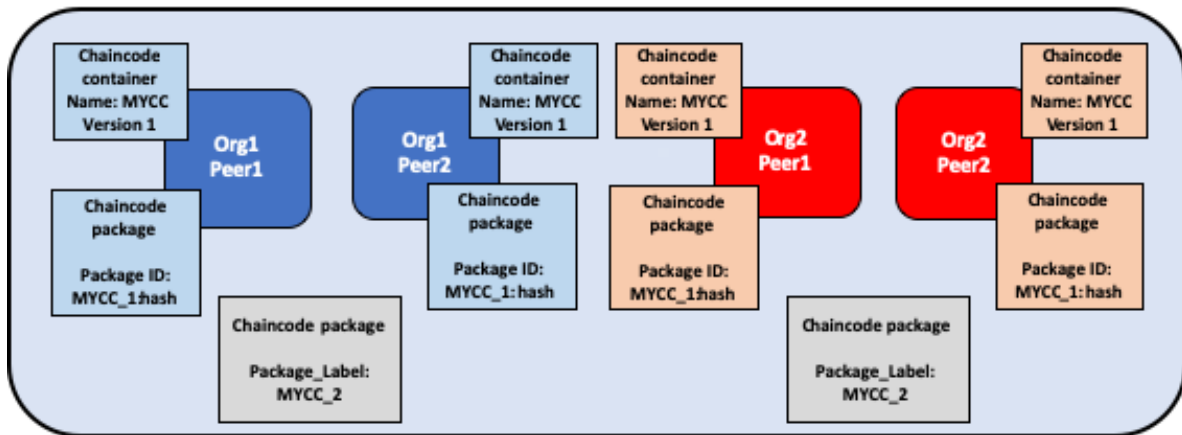 Chaincode
container
Name: MYCC
Version 1
Org1
Peer1
Chaincode
package
Package ID:
MYCC_1:hash
Chaincode
container
Name: MYCC
Version 1
Org1
Peer2
Chaincode
package
Package ID:
MYCC_1:hash
Chaincode package
Package_Label:
MYCC_2
Chaincode
container
Name: MYCC
Version 1
Org2
Peer1
Chaincode
package
Package ID:
MYCC_1:hash
Chaincode
container
Name: MYCC
Version 1
Org2
Peer2
Chaincode
package
Package ID:
MYCC_1:hash
Chaincode package
Package_Label:
MYCC_2